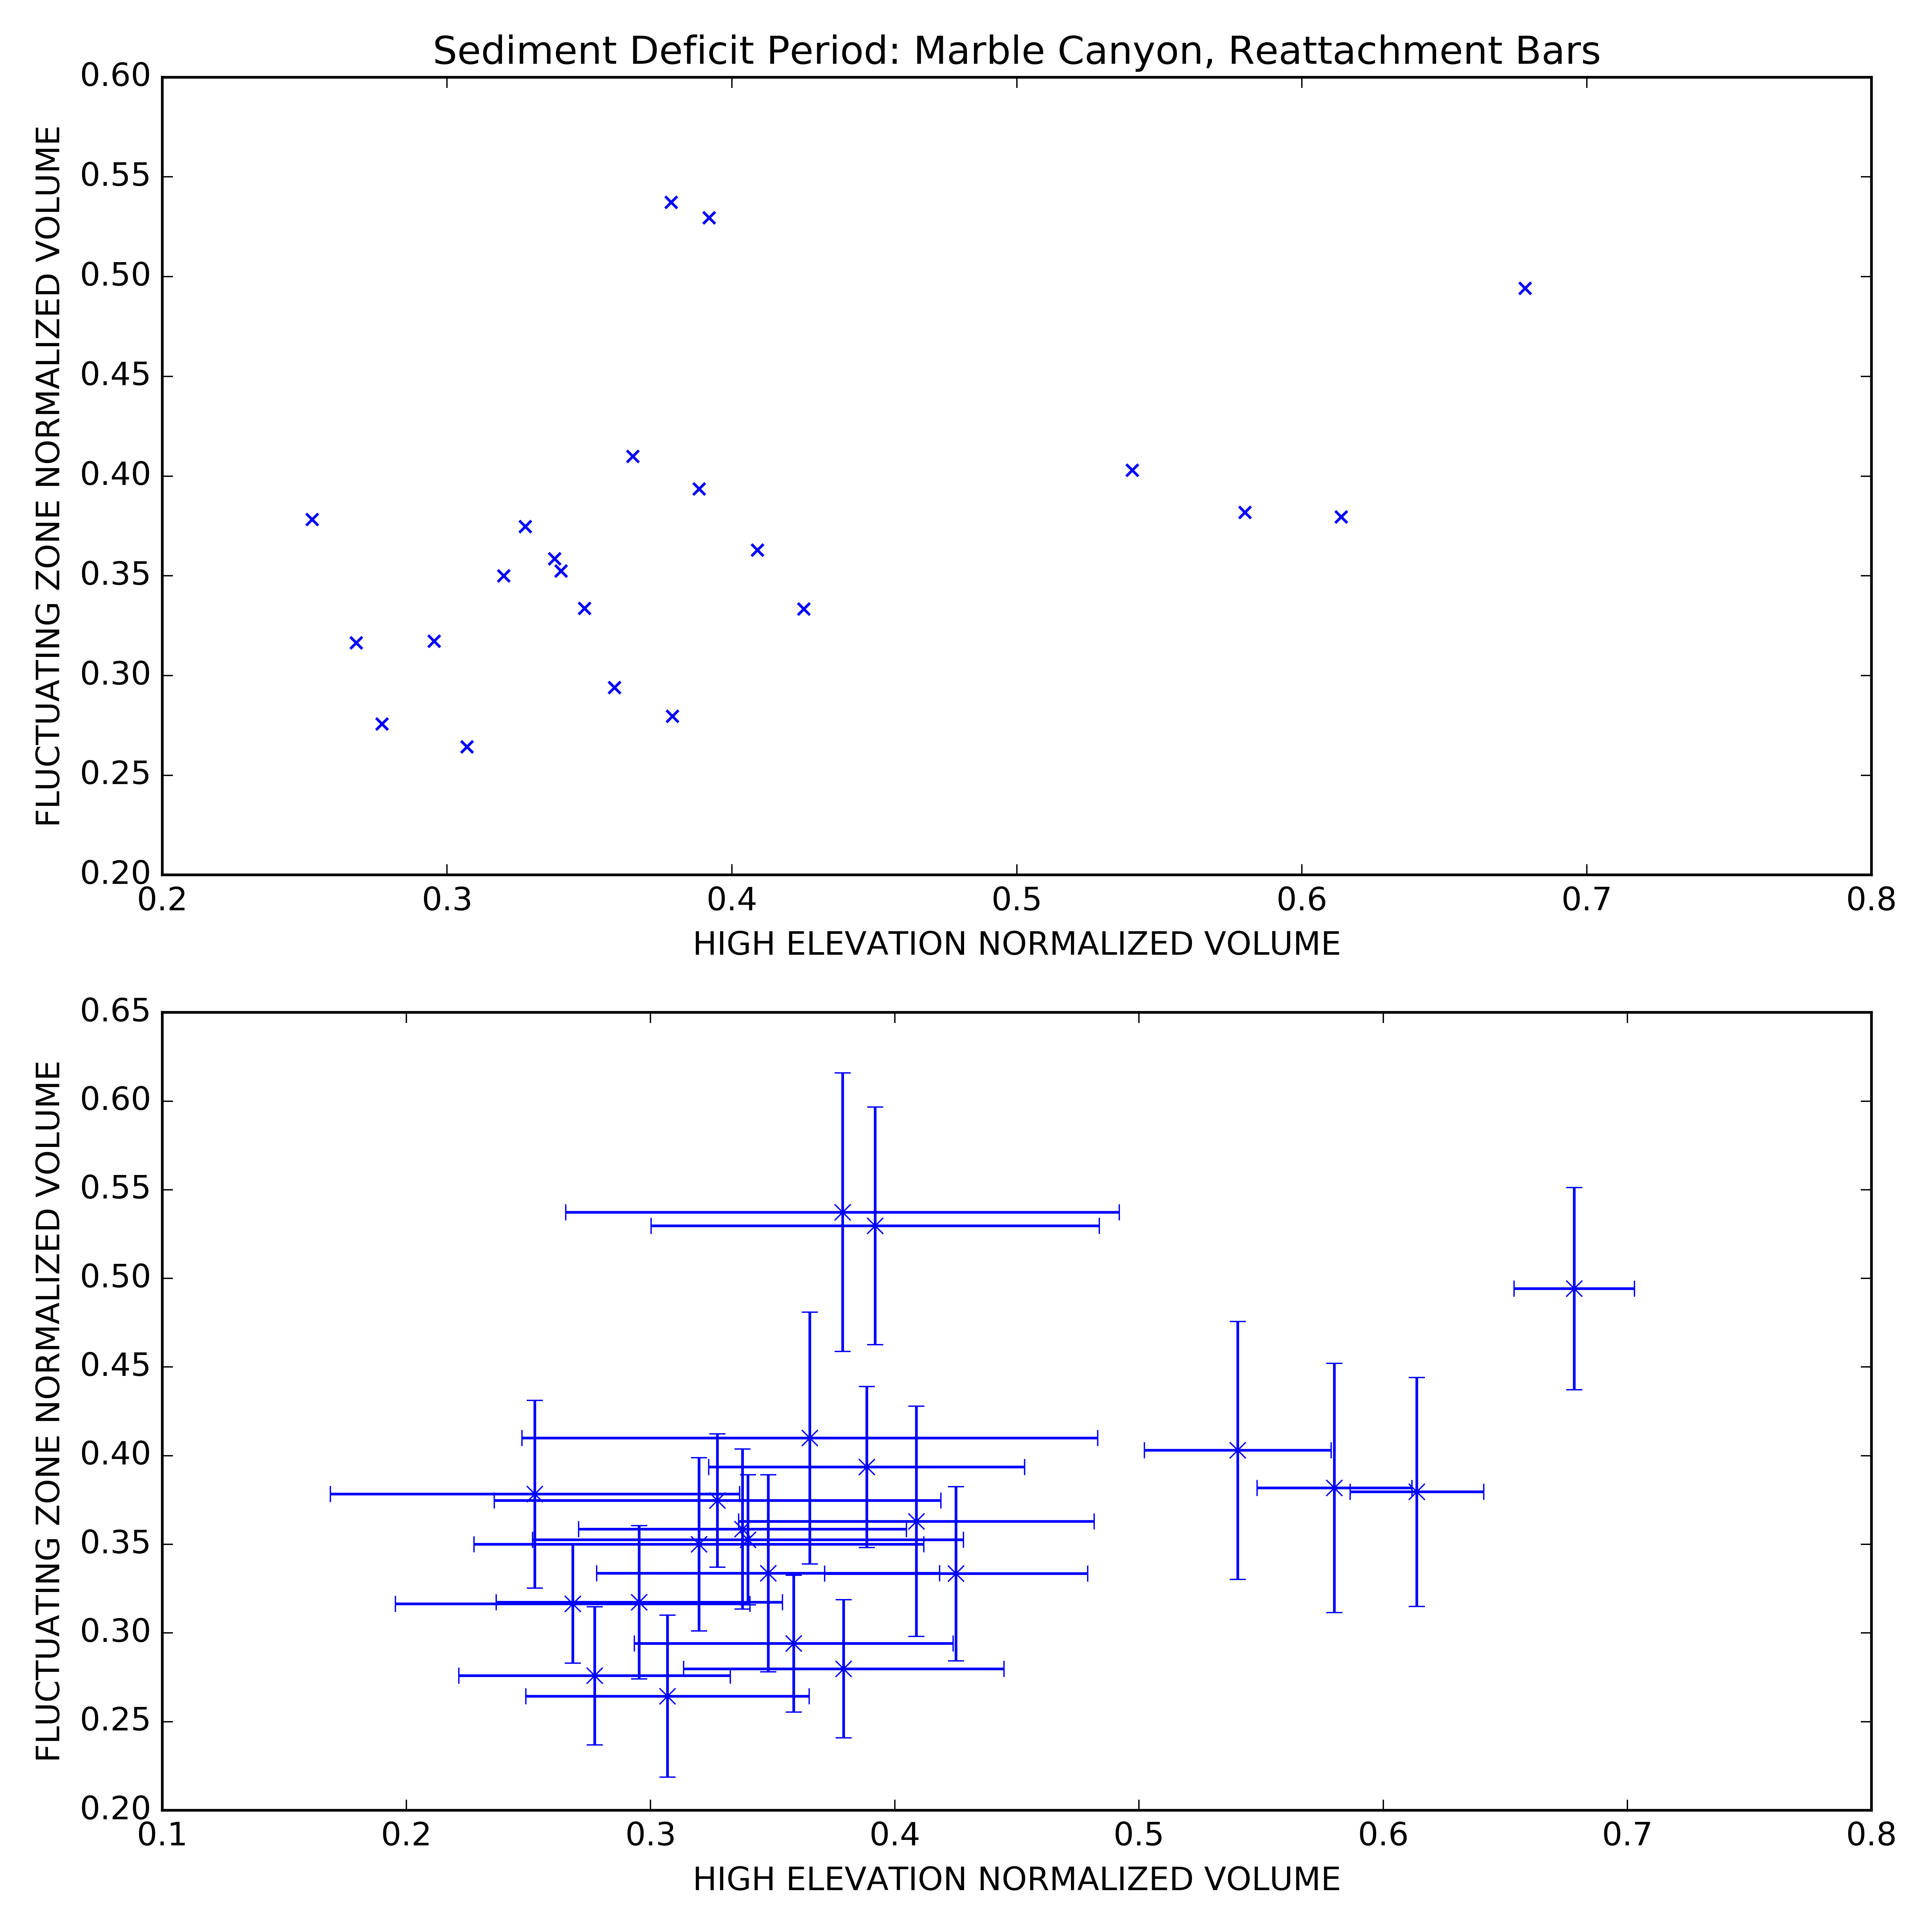 Sediment Deficit Period: Marble Canyon, Reattachment Bars
FLUCTUATING ZONE NORMALIZED VOLUME
0.60
0.55
0.50
0.45
0.40
0.35
0.30
0.25
0.20
0.2 0.3 0.4 0.5 0.6 0.7 0.8
HIGH ELEVATION NORMALIZED VOLUME
FLUCTUATING ZONE NORMALIZED VOLUME
0.65
0.60
0.55
0.50
0.45
0.40
0.35
0.30
0.25
0.20
0.1 0.2 0.3 0.4 0.5 0.6 0.7 0.8
HIGH ELEVATION NORMALIZED VOLUME